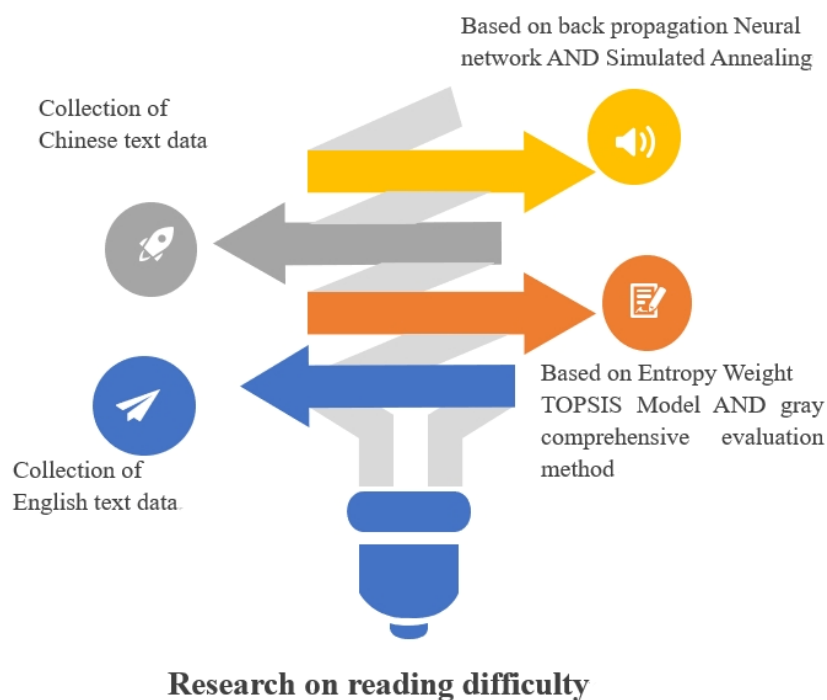 Based on back propagation Neural
network AND Simulated Annealing
Collection of
Chinese text data
Based on Entropy Weight
TOPSIS Model AND gray
comprehensive evaluation
method
Collection of
English text data
Research on reading difficulty